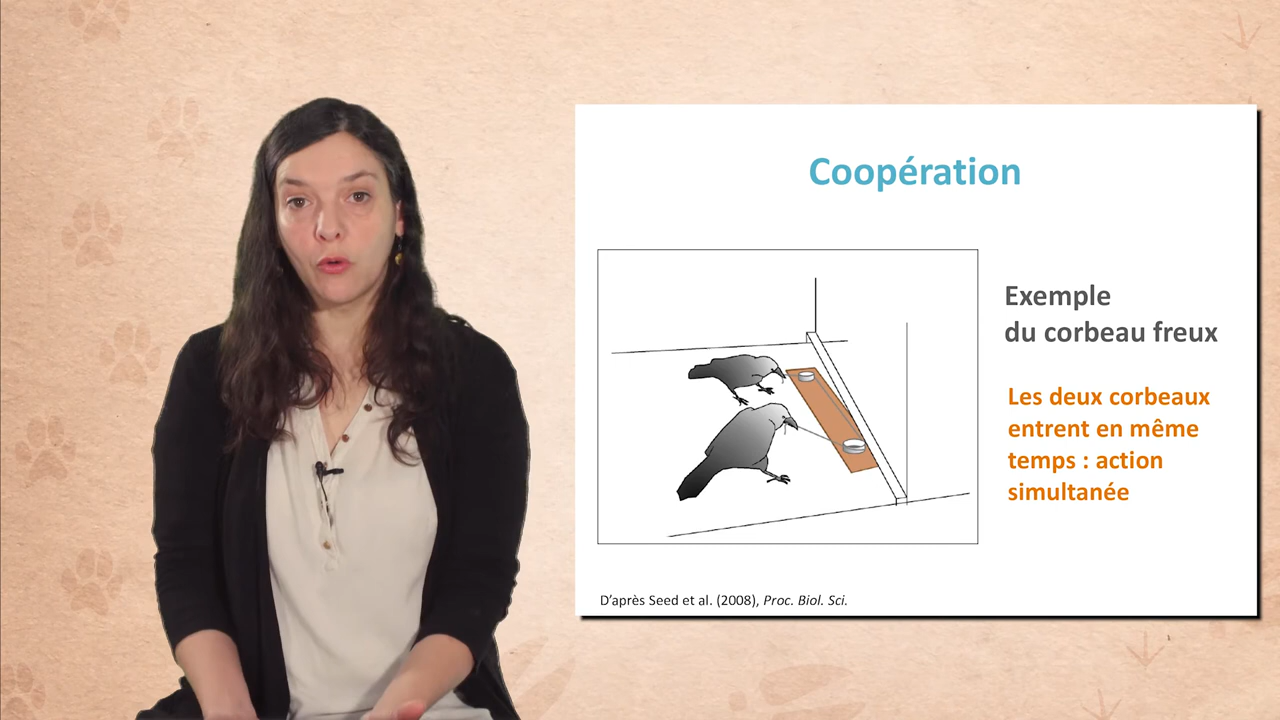 Coopération
Exemple
du corbeau freux
Les deux corbeaux
entrent en même
temps : action
simultanée
D'après Seed et al. (2008), Proc. Biol. Sci.